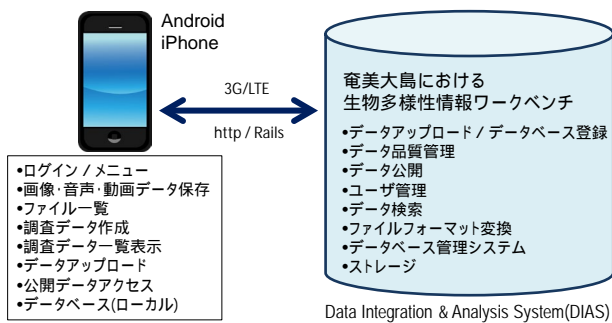 Android
iPhone
3G/LTE
http / Rails
•ログイン / メニュー
•画像・音声・動画データ保存
•ファイル一覧
•調査データ作成
•調査データ一覧表示
•データアップロード
•公開データアクセス
•データベース(ローカル)
奄美大島における
生物多様性情報ワークベンチ
•データアップロード / データベース登録
•データ品質管理
•データ公開
•ユーザ管理
•データ検索
•ファイルフォーマット変換
•データベース管理システム
•ストレージ
Data Integration & Analysis System(DIAS)